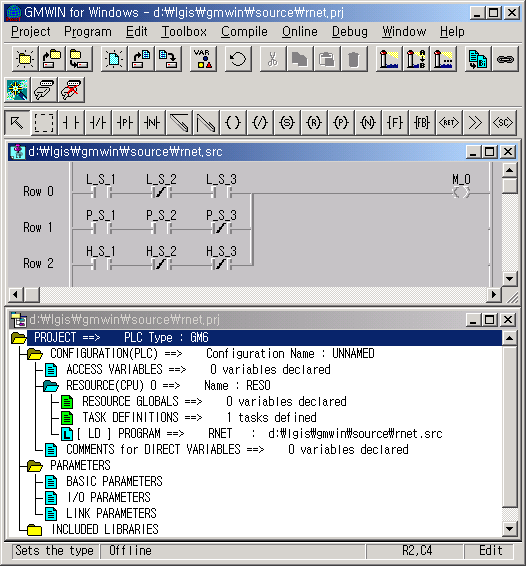 GMWIN for Windows - d:₩lgis₩gmwin₩source₩rnet,prj
Project Program Edit Toolbox Compile Online Debug Window Help
VAR
A
B
P N S R P N F FB RET SC
d:₩lgis₩gmwin₩source₩rnet,src
L_S_1 L_S_2 L_S_3 M_0
Row 0
P_S_1 P_S_2 P_S_3
Row 1
H_S_1 H_S_2 H_S_3
Row 2
d:₩lgis₩gmwin₩source₩rnet,prj
PROJECT ==> PLC Type : GM6
CONFIGURATION(PLC) ==> Configuration Name : UNNAMED
ACCESS VARIABLES ==> 0 variables declared
RESOURCE(CPU) 0 ==> Name : RES0
RESOURCE GLOBALS ==> 0 variables declared
TASK DEFINITIONS ==> 1 tasks defined
L [ LD ] PROGRAM ==> RNET : d:₩lgis₩gmwin₩source₩rnet.src
COMMENTS for DIRECT VARIABLES ==> 0 variables declared
PARAMETERS
BASIC PARAMETERS
I/O PARAMETERS
LINK PARAMETERS
INCLUDED LIBRARIES
Sets the type Offline R2,C4 Edit